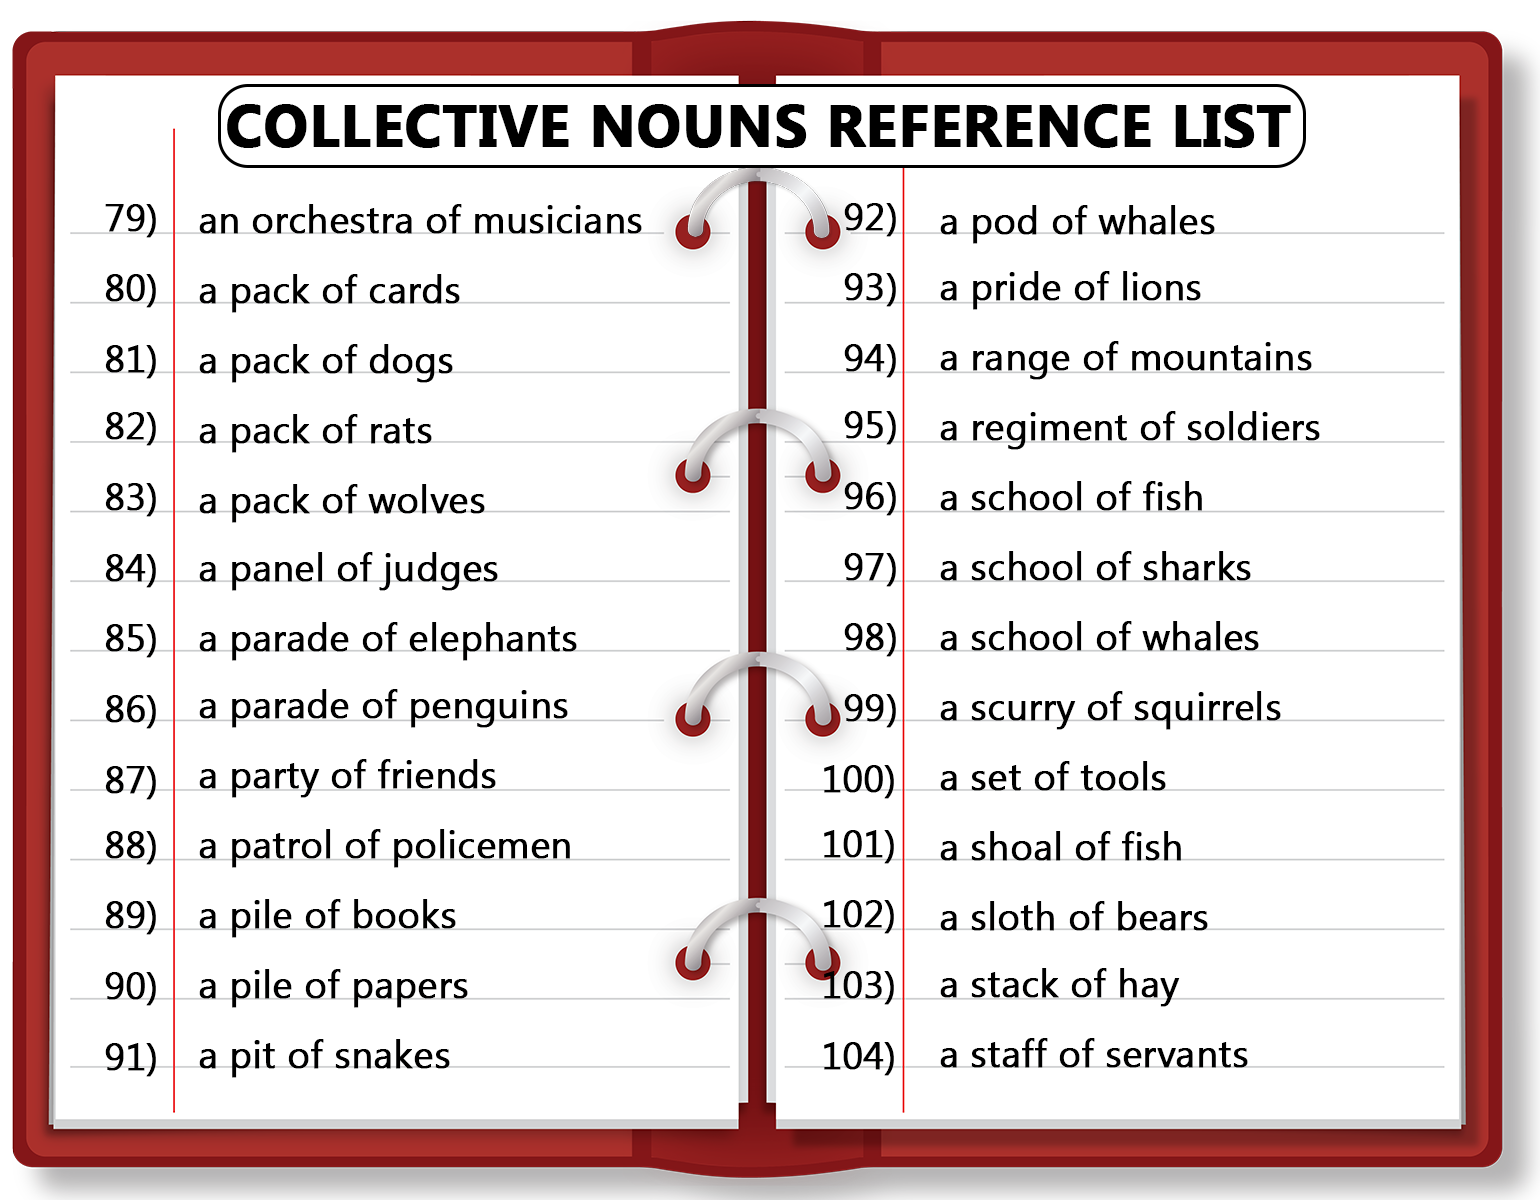 COLLECTIVE NOUNS REFERENCE LIST
79) an orchestra of musicians
80) a pack of cards
81) a pack of dogs
82) a pack of rats
83) a pack of wolves
84) a panel of judges
85) a parade of elephants
86) a parade of penguins
87) a party of friends
88) a patrol of policemen
89) a pile of books
90) a pile of papers
91) a pit of snakes
92) a pod of whales
93) a pride of lions
94) a range of mountains
95) a regiment of soldiers
96) a school of fish
97) a school of sharks
98) a school of whales
99) a scurry of squirrels
100) a set of tools
101) a shoal of fish
102) a sloth of bears
103) a stack of hay
104) a staff of servants